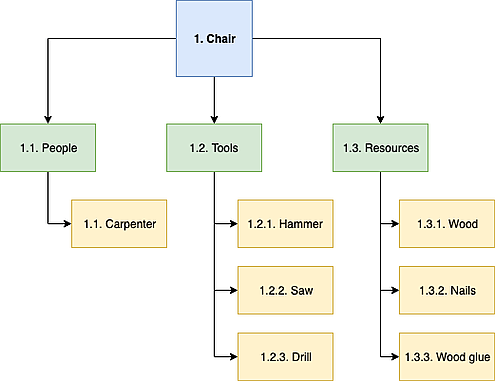 1. Chair
1.1. People
1.2. Tools
1.3. Resources
1.1. Carpenter
1.2.1. Hammer
1.3.1. Wood
1.2.2. Saw
1.3.2. Nails
1.2.3. Drill
1.3.3. Wood glue